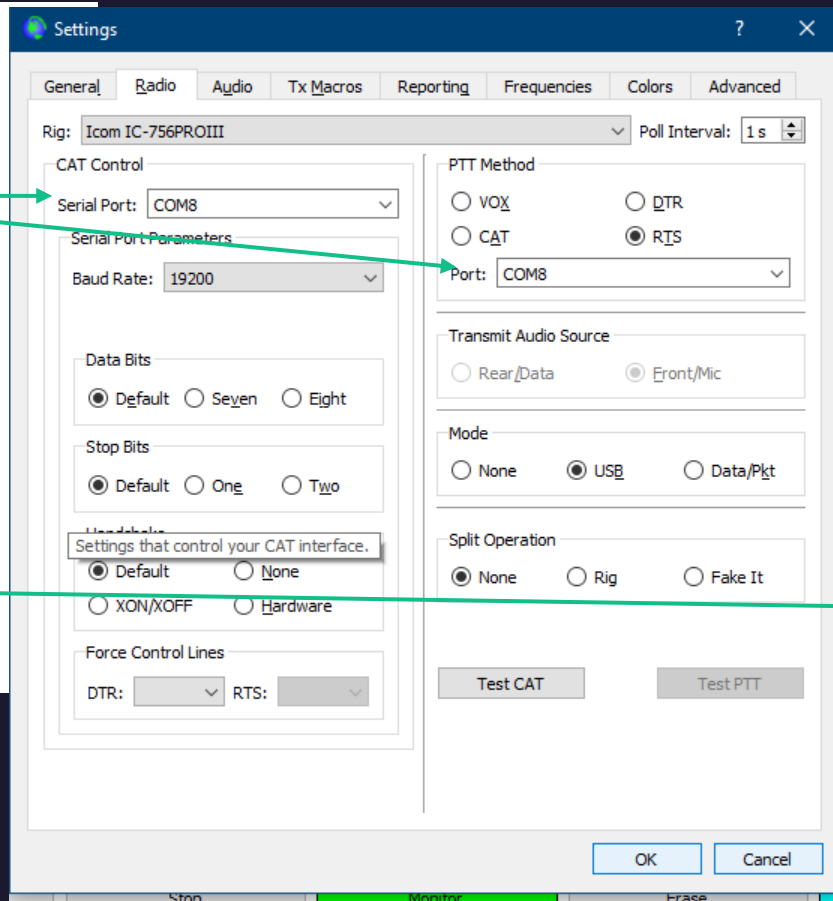 Settings
? ×
General Radio Audio Tx Macros Reporting Frequencies Colors Advanced
Rig: Icom IC-756PROIII Poll Interval: 1 s
CAT Control
Serial Port: COM8
Serial Port Parameters
Baud Rate: 19200
Data Bits
Default Seven Eight
Stop Bits
Default One Two
Handshake
Settings that control your CAT interface.
Default None
XON/XOFF Hardware
Force Control Lines
DTR: RTS:
PTT Method
VOX DTR
CAT RTS
Port: COM8
Transmit Audio Source
Rear/Data Front/Mic
Mode
None USB Data/Pkt
Split Operation
None Rig Fake It
Test CAT Test PTT
OK Cancel
Stop Monitor Erase